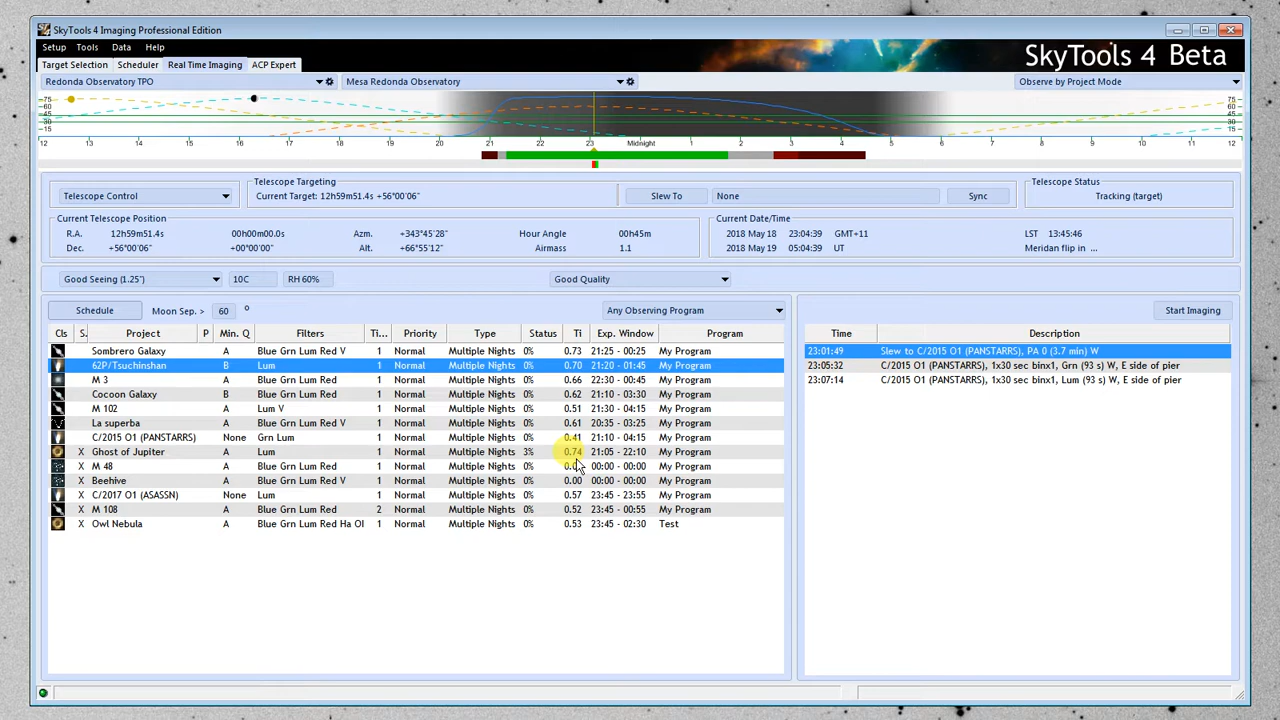 SkyTools 4 Imaging Professional Edition
Setup Tools Data Help
SkyTools 4 Beta
Target Selection Scheduler Real Time Imaging ACP Expert
Redonda Observatory TPO Mesa Redonda Observatory Observe by Project Mode
75 75
60 60
45 45
30 30
15 15
12 13 14 15 16 17 18 19 20 21 22 23 Midnight 1 2 3 4 5 6 7 8 9 10 11 12
Telescope Control
Telescope Targeting
Current Target: 12h59m51.4s +56°00'06"
Slew To None Sync
Telescope Status
Tracking (target)
Current Telescope Position
R.A. 12h59m51.4s 00h00m00.0s Azm. +343°45'28" Hour Angle 00h45m
Dec. +56°00'06" +00°00'00" Alt. +66°55'12" Airmass 1.1
Current Date/Time
2018 May 18 23:04:39 GMT+11 LST 13:45:46
2018 May 19 05:04:39 UT Meridan flip in ...
Good Seeing (1.25") 10C RH 60% Good Quality
Schedule Moon Sep. > 60 ° Any Observing Program Start Imaging
Cls S. Project P Min. Q Filters Ti... Priority Type Status Ti Exp. Window Program
Sombrero Galaxy A Blue Grn Lum Red V 1 Normal Multiple Nights 0% 0.73 21:25 - 00:25 My Program
62P/Tsuchinshan B Lum 1 Normal Multiple Nights 0% 0.70 21:20 - 01:45 My Program
M 3 A Blue Grn Lum Red 1 Normal Multiple Nights 0% 0.66 22:30 - 00:45 My Program
Cocoon Galaxy B Blue Grn Lum Red 1 Normal Multiple Nights 0% 0.62 21:10 - 03:30 My Program
M 102 A Lum V 1 Normal Multiple Nights 0% 0.51 21:30 - 04:15 My Program
La superba A Blue Grn Lum Red V 1 Normal Multiple Nights 0% 0.61 20:35 - 03:25 My Program
C/2015 O1 (PANSTARRS) None Grn Lum 1 Normal Multiple Nights 0% 0.41 21:10 - 04:15 My Program
X Ghost of Jupiter A Lum 1 Normal Multiple Nights 3% 0.74 21:05 - 22:10 My Program
X M 48 A Blue Grn Lum Red 1 Normal Multiple Nights 0% 00:00 - 00:00 My Program
X Beehive A Blue Grn Lum Red V 1 Normal Multiple Nights 0% 0.00 00:00 - 00:00 My Program
X C/2017 O1 (ASASSN) None Lum 1 Normal Multiple Nights 0% 0.57 23:45 - 23:55 My Program
X M 108 A Blue Grn Lum Red 2 Normal Multiple Nights 0% 0.52 23:45 - 00:55 My Program
X Owl Nebula A Blue Grn Lum Red Ha OI 1 Normal Multiple Nights 0% 0.53 23:45 - 02:30 Test
Time Description
23:01:49 Slew to C/2015 O1 (PANSTARRS), PA 0 (3.7 min) W
23:05:32 C/2015 O1 (PANSTARRS), 1x30 sec binx1, Grn (93 s) W, E side of pier
23:07:14 C/2015 O1 (PANSTARRS), 1x30 sec binx1, Lum (93 s) W, E side of pier